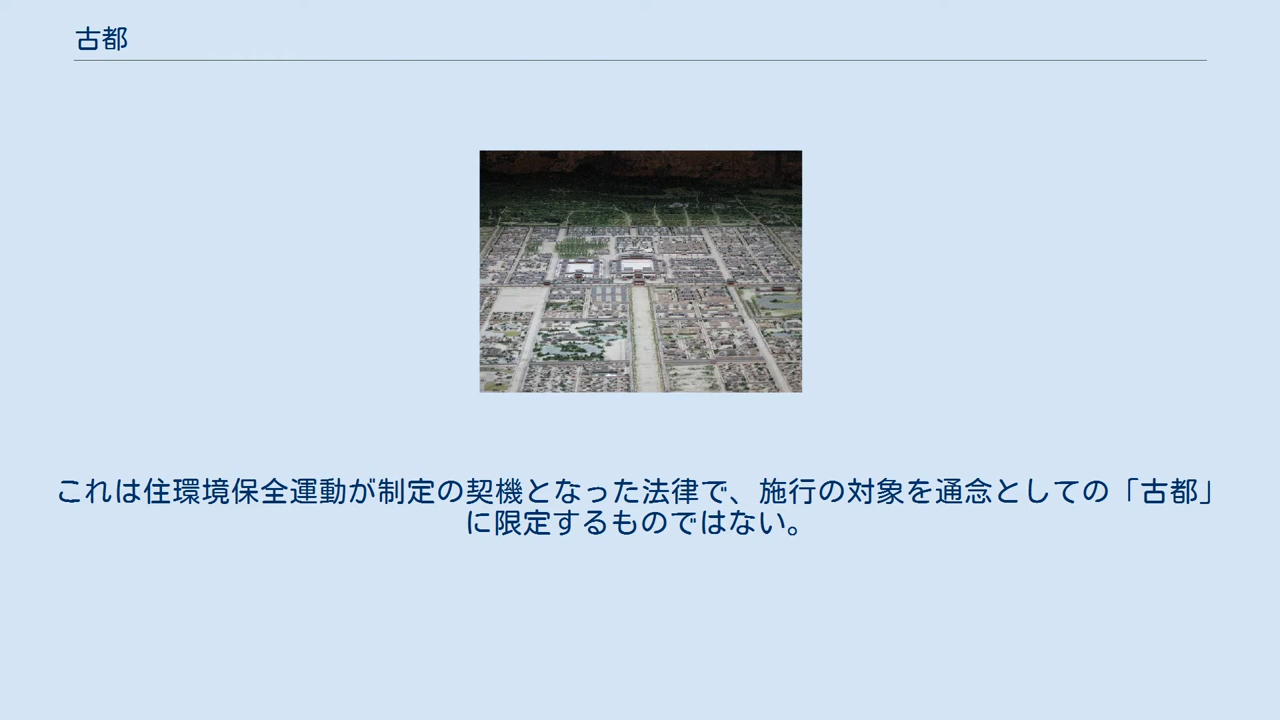 古都
これは住環境保全運動が制定の契機となった法律で、施行の対象を通念としての「古都」
に限定するものではない。